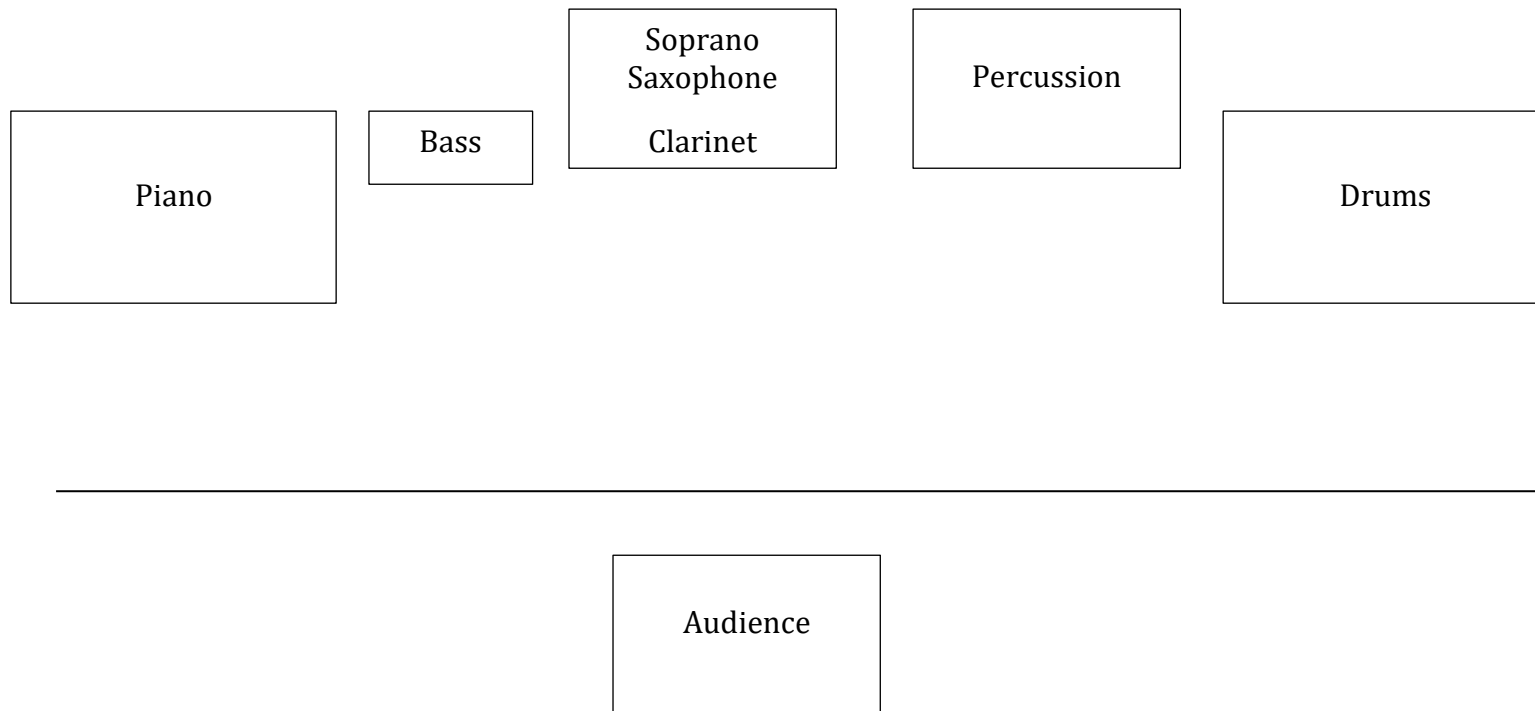 Soprano
Saxophone
Clarinet
Percussion
Bass
Piano
Drums
Audience